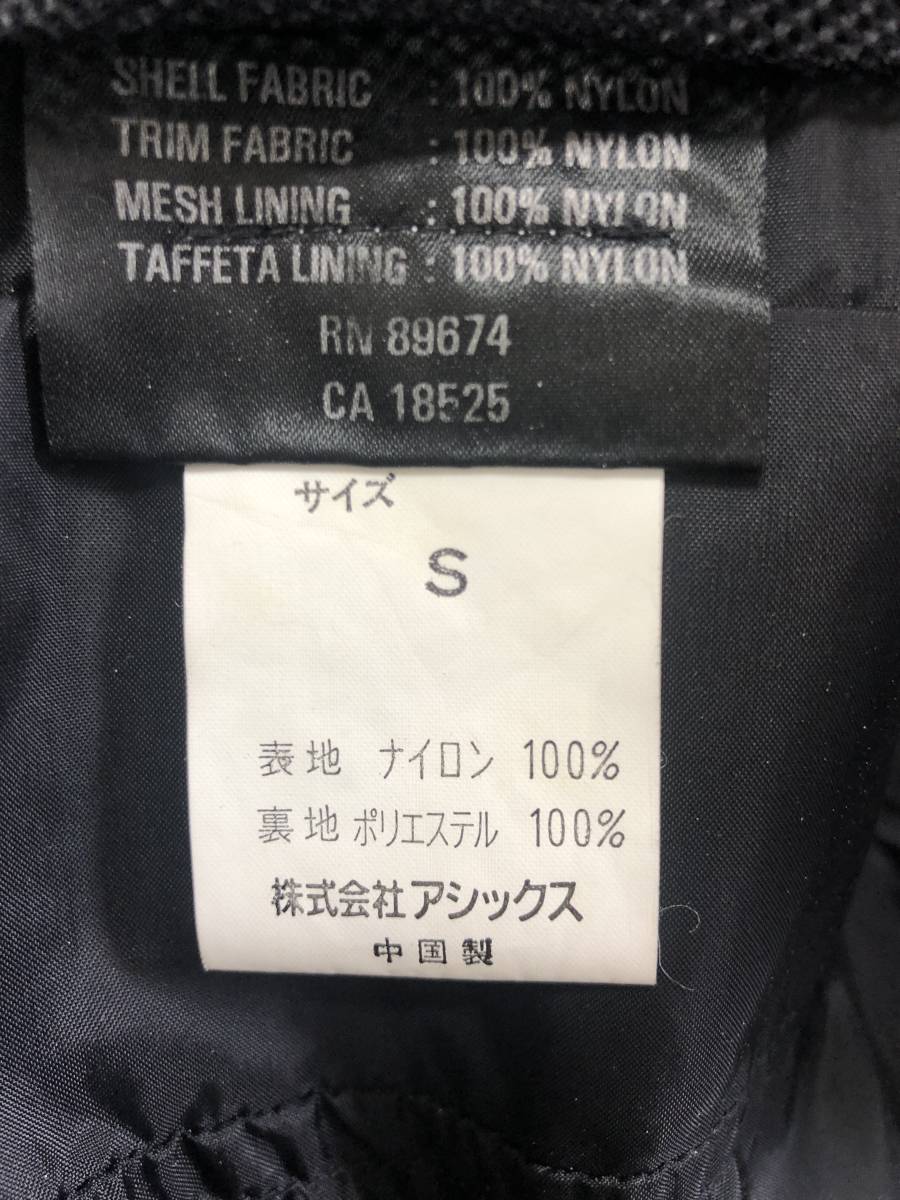 SHELL FABRIC : 100% NYLON
TRIM FABRIC : 100% NYLON
MESH LINING : 100% NYLON
TAFFETA LINING : 100% NYLON
RN 89674
CA 18525
サイズ
S
表地 ナイロン 100%
裏地 ポリエステル 100%
株式会社アシックス
中国製